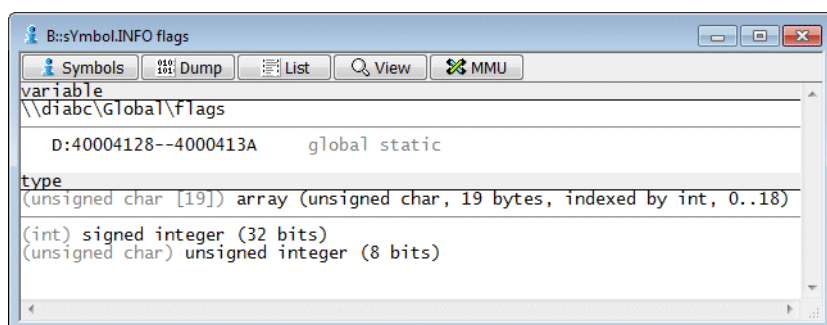 B::sYmbol.INFO flags
Symbols Dump List View MMU
variable
\\diabc\Global\flags
D:40004128--4000413A global static
type
(unsigned char [19]) array (unsigned char, 19 bytes, indexed by int, 0..18)
(int) signed integer (32 bits)
(unsigned char) unsigned integer (8 bits)